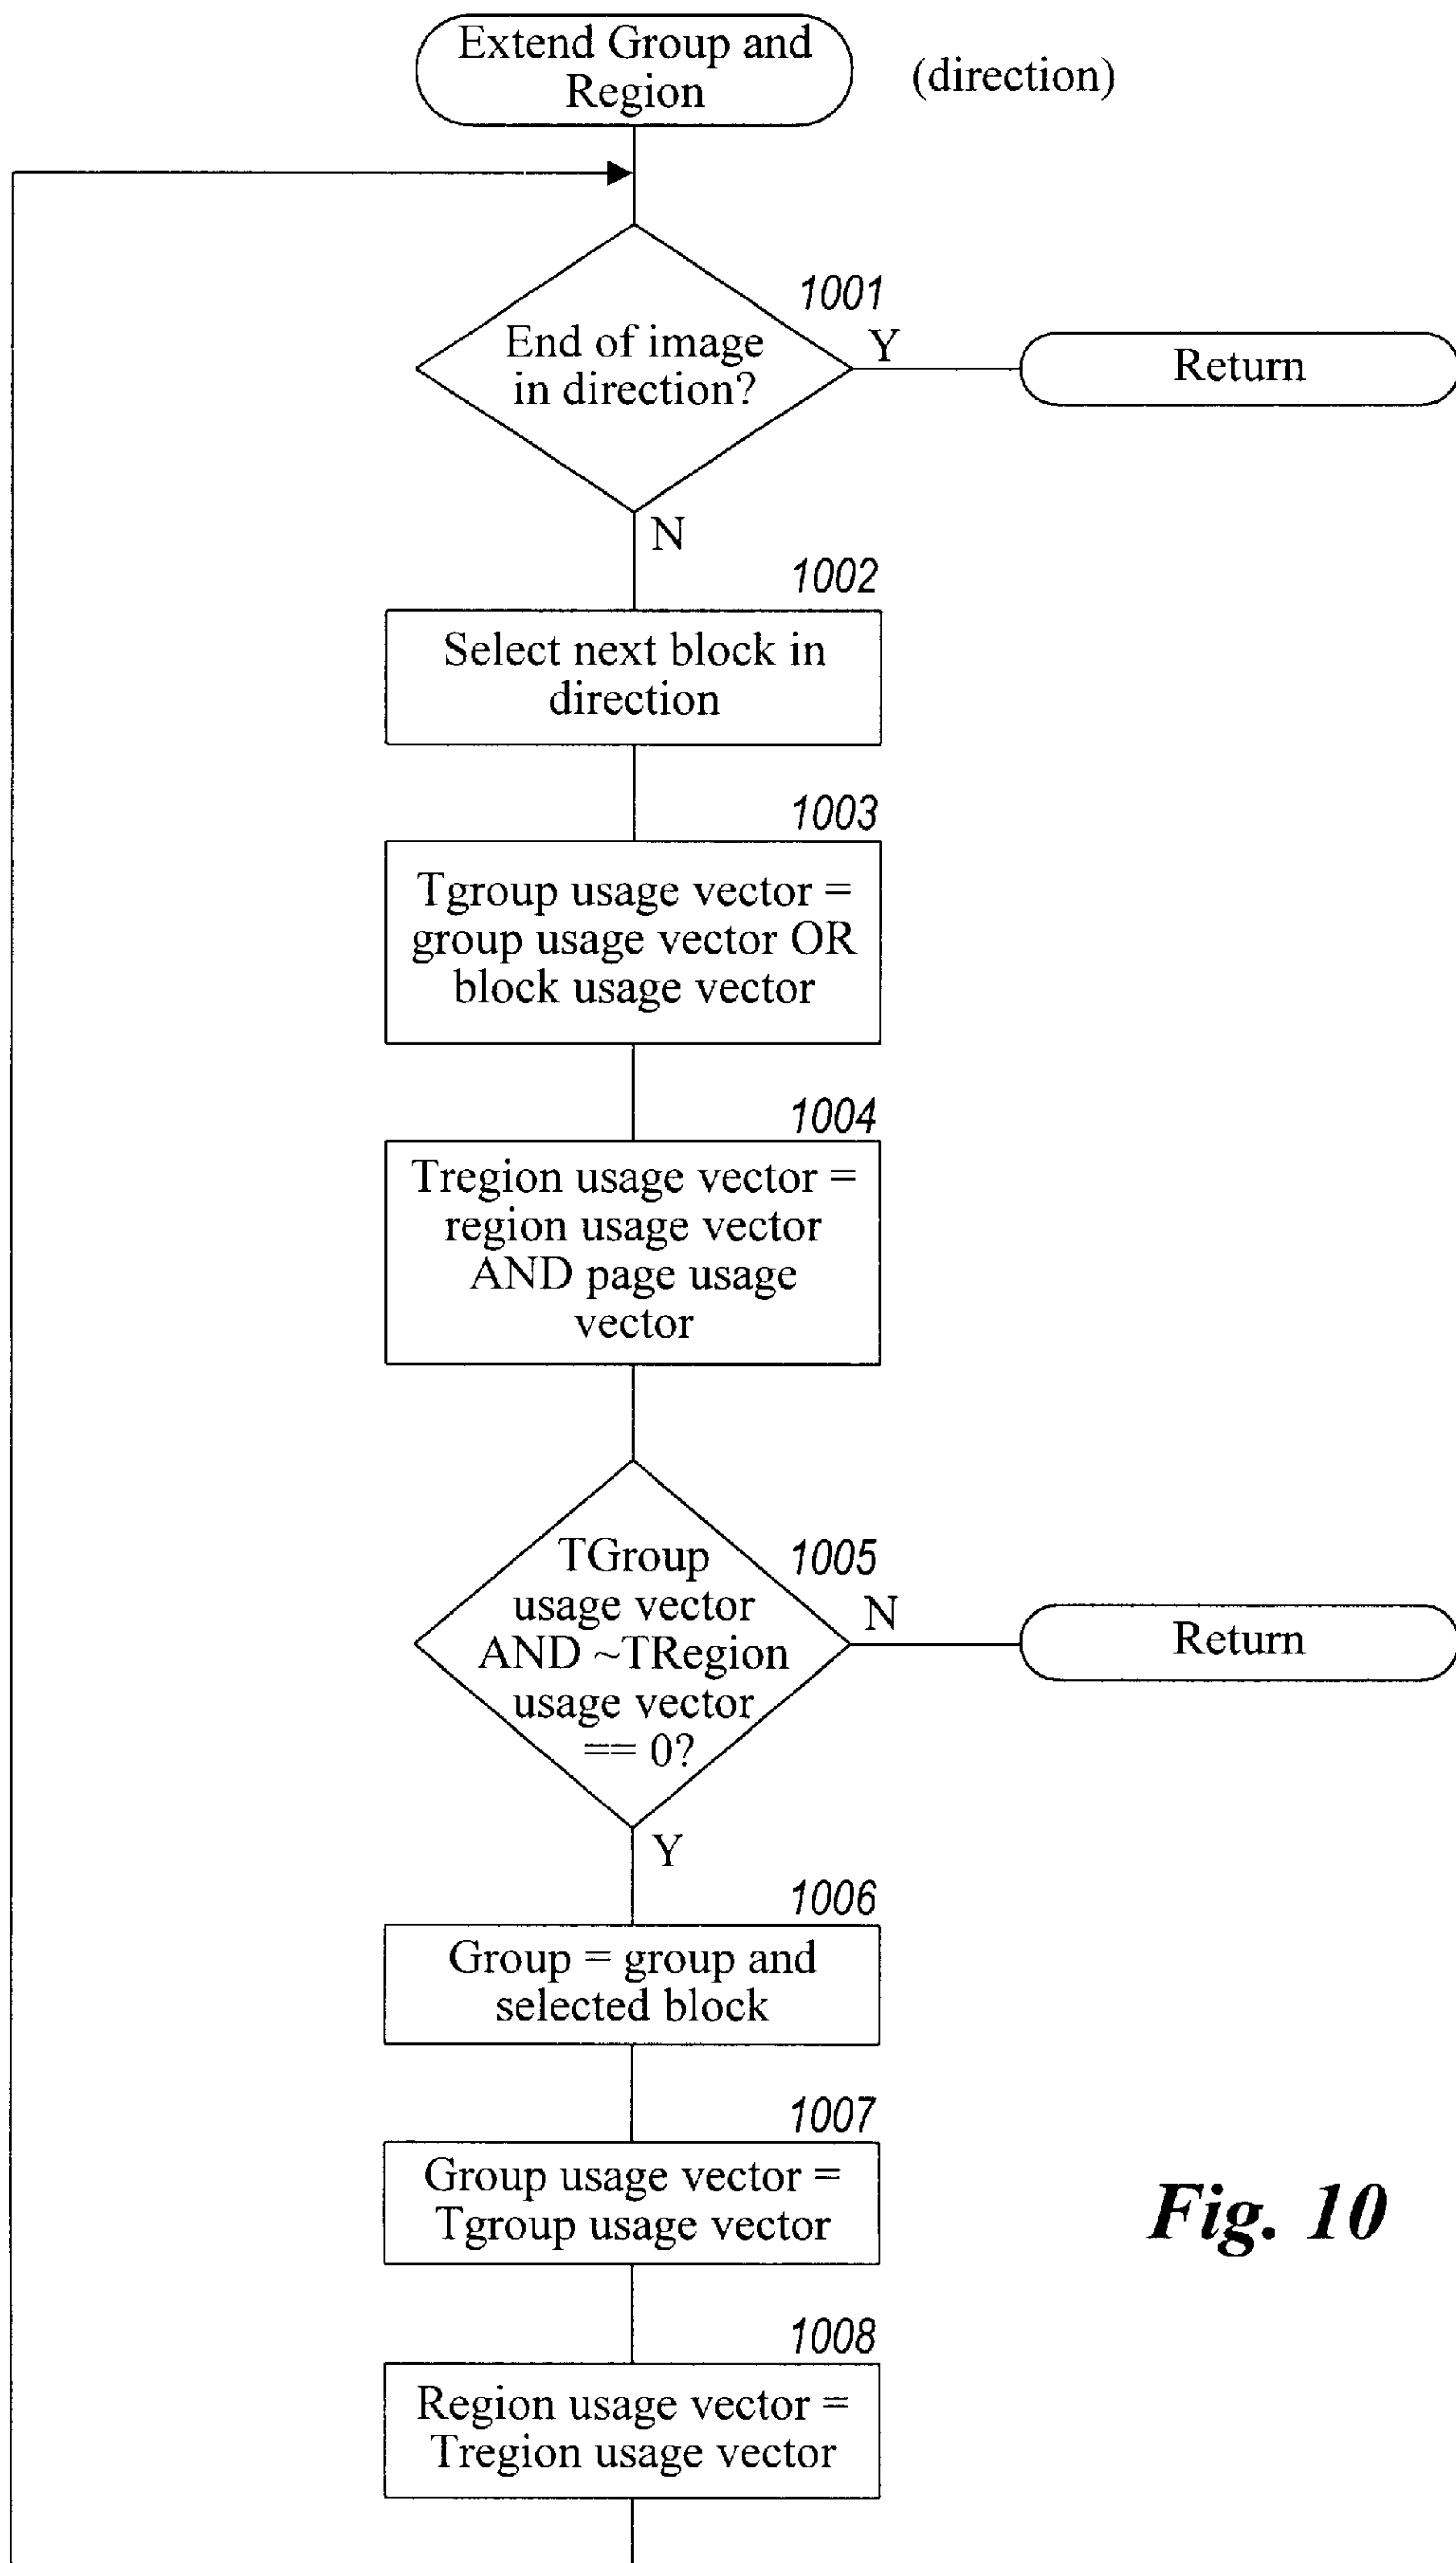 Extend Group and
Region
(direction)
1001
End of image
in direction?
Y
Return
N
1002
Select next block in
direction
1003
Tgroup usage vector =
group usage vector OR
block usage vector
1004
Tregion usage vector =
region usage vector
AND page usage
vector
1005
TGroup
usage vector
AND ~TRegion
usage vector
== 0?
N
Return
Y
1006
Group = group and
selected block
1007
Group usage vector =
Tgroup usage vector
1008
Region usage vector =
Tregion usage vector
Fig. 10